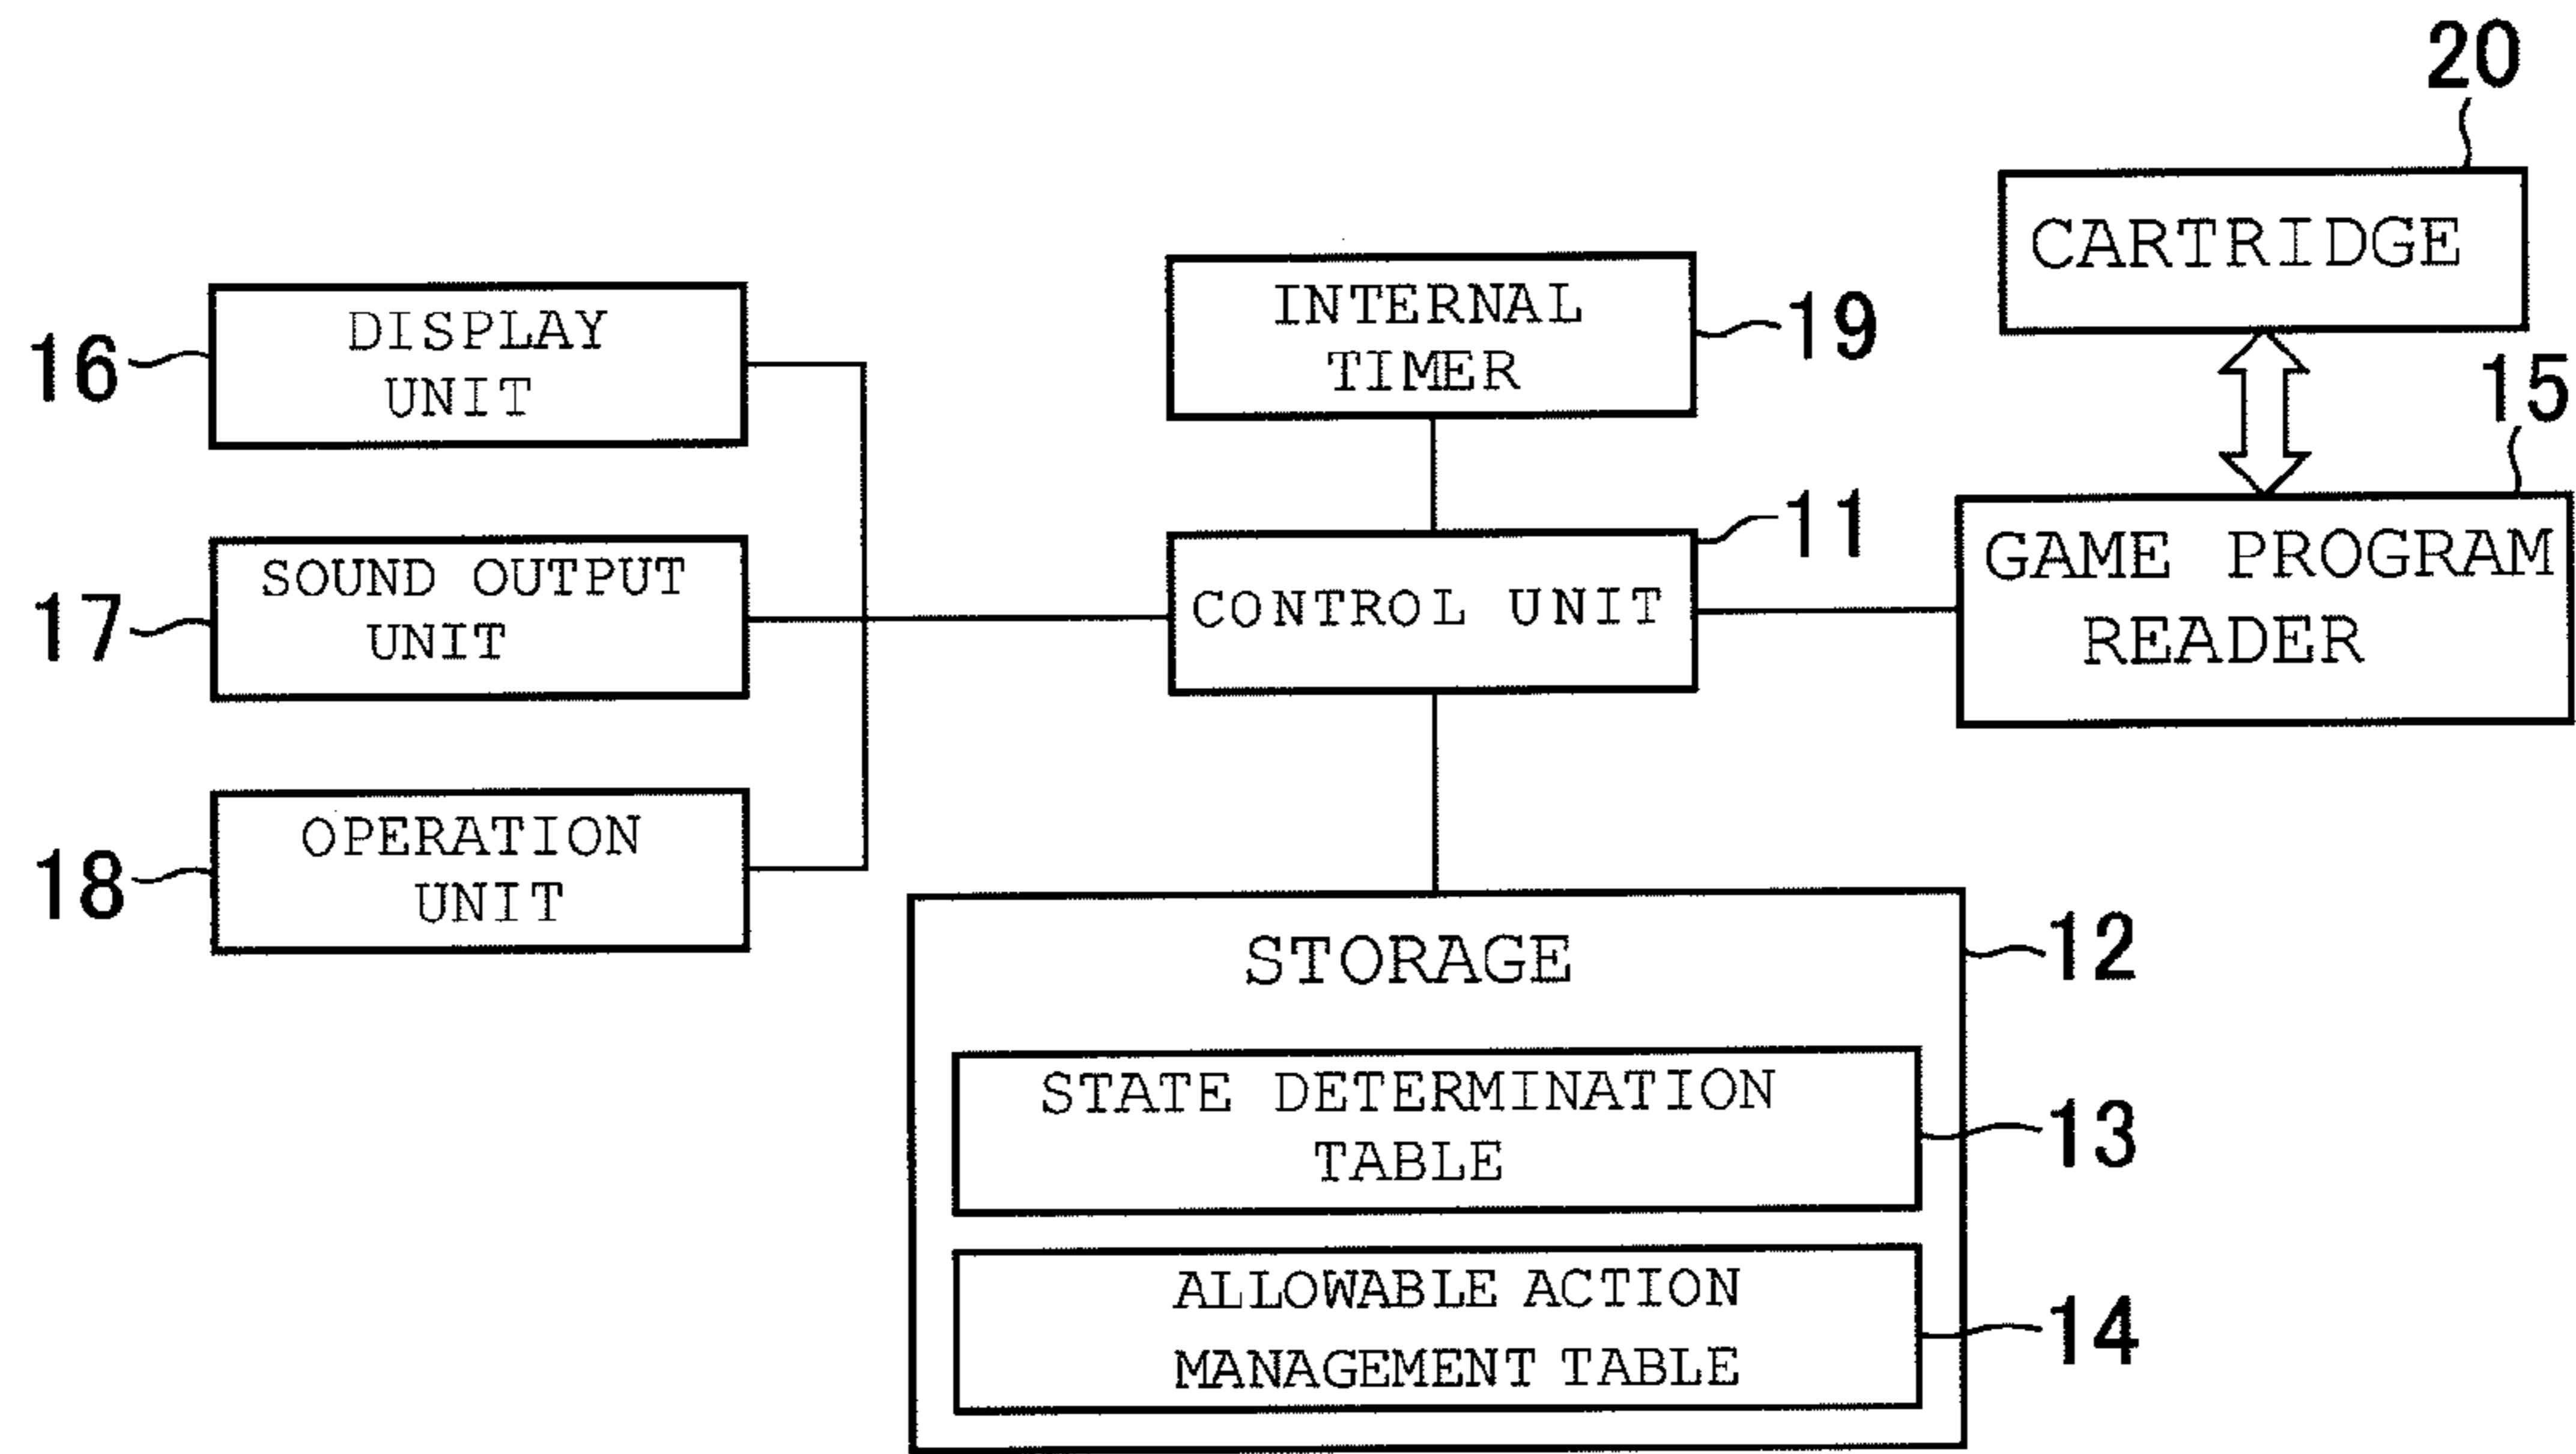 20
CARTRIDGE
INTERNAL
TIMER
19
DISPLAY
UNIT
16
15
GAME PROGRAM
READER
11
CONTROL UNIT
SOUND OUTPUT
UNIT
17
OPERATION
UNIT
18
STORAGE
12
STATE DETERMINATION
TABLE
13
ALLOWABLE ACTION
MANAGEMENT TABLE
14